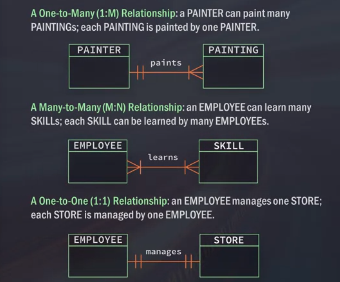 A One-to-Many (1:M) Relationship: a PAINTER can paint many
PAINTINGs; each PAINTING is painted by one PAINTER.
PAINTER
paints
PAINTING
A Many-to-Many (M:N) Relationship: an EMPLOYEE can learn many
SKILLs; each SKILL can be learned by many EMPLOYEEs.
EMPLOYEE
learns
SKILL
A One-to-One (1:1) Relationship: an EMPLOYEE manages one STORE;
each STORE is managed by one EMPLOYEE.
EMPLOYEE
manages
STORE